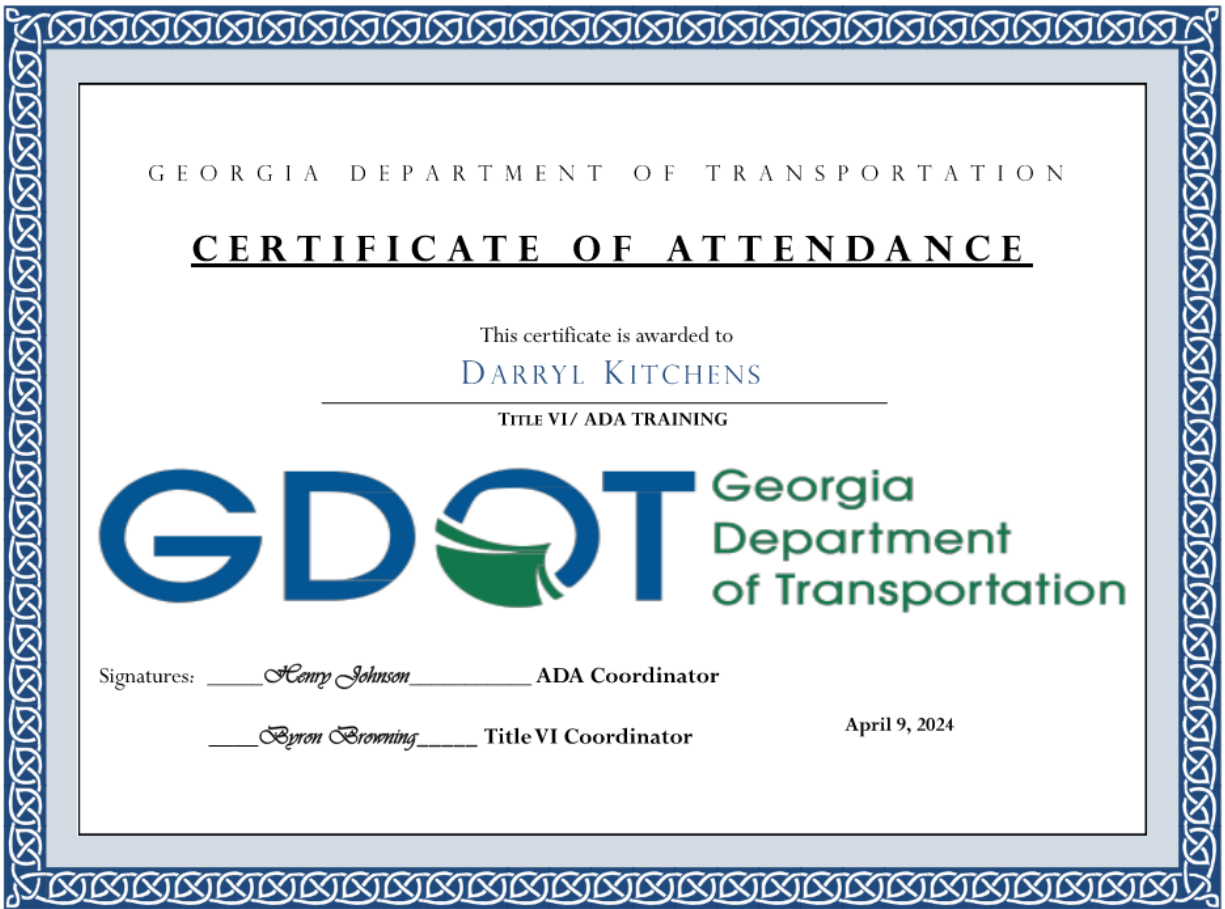 GEORGIA DEPARTMENT OF TRANSPORTATION
CERTIFICATE OF ATTENDANCE
This certificate is awarded to
DARRYL KITCHENS
TITLE VI/ ADA TRAINING
GDOT
Georgia
Department
of Transportation
Signatures: _____Henry Johnson___________ ADA Coordinator
____Byron Browning_____ Title VI Coordinator
April 9, 2024